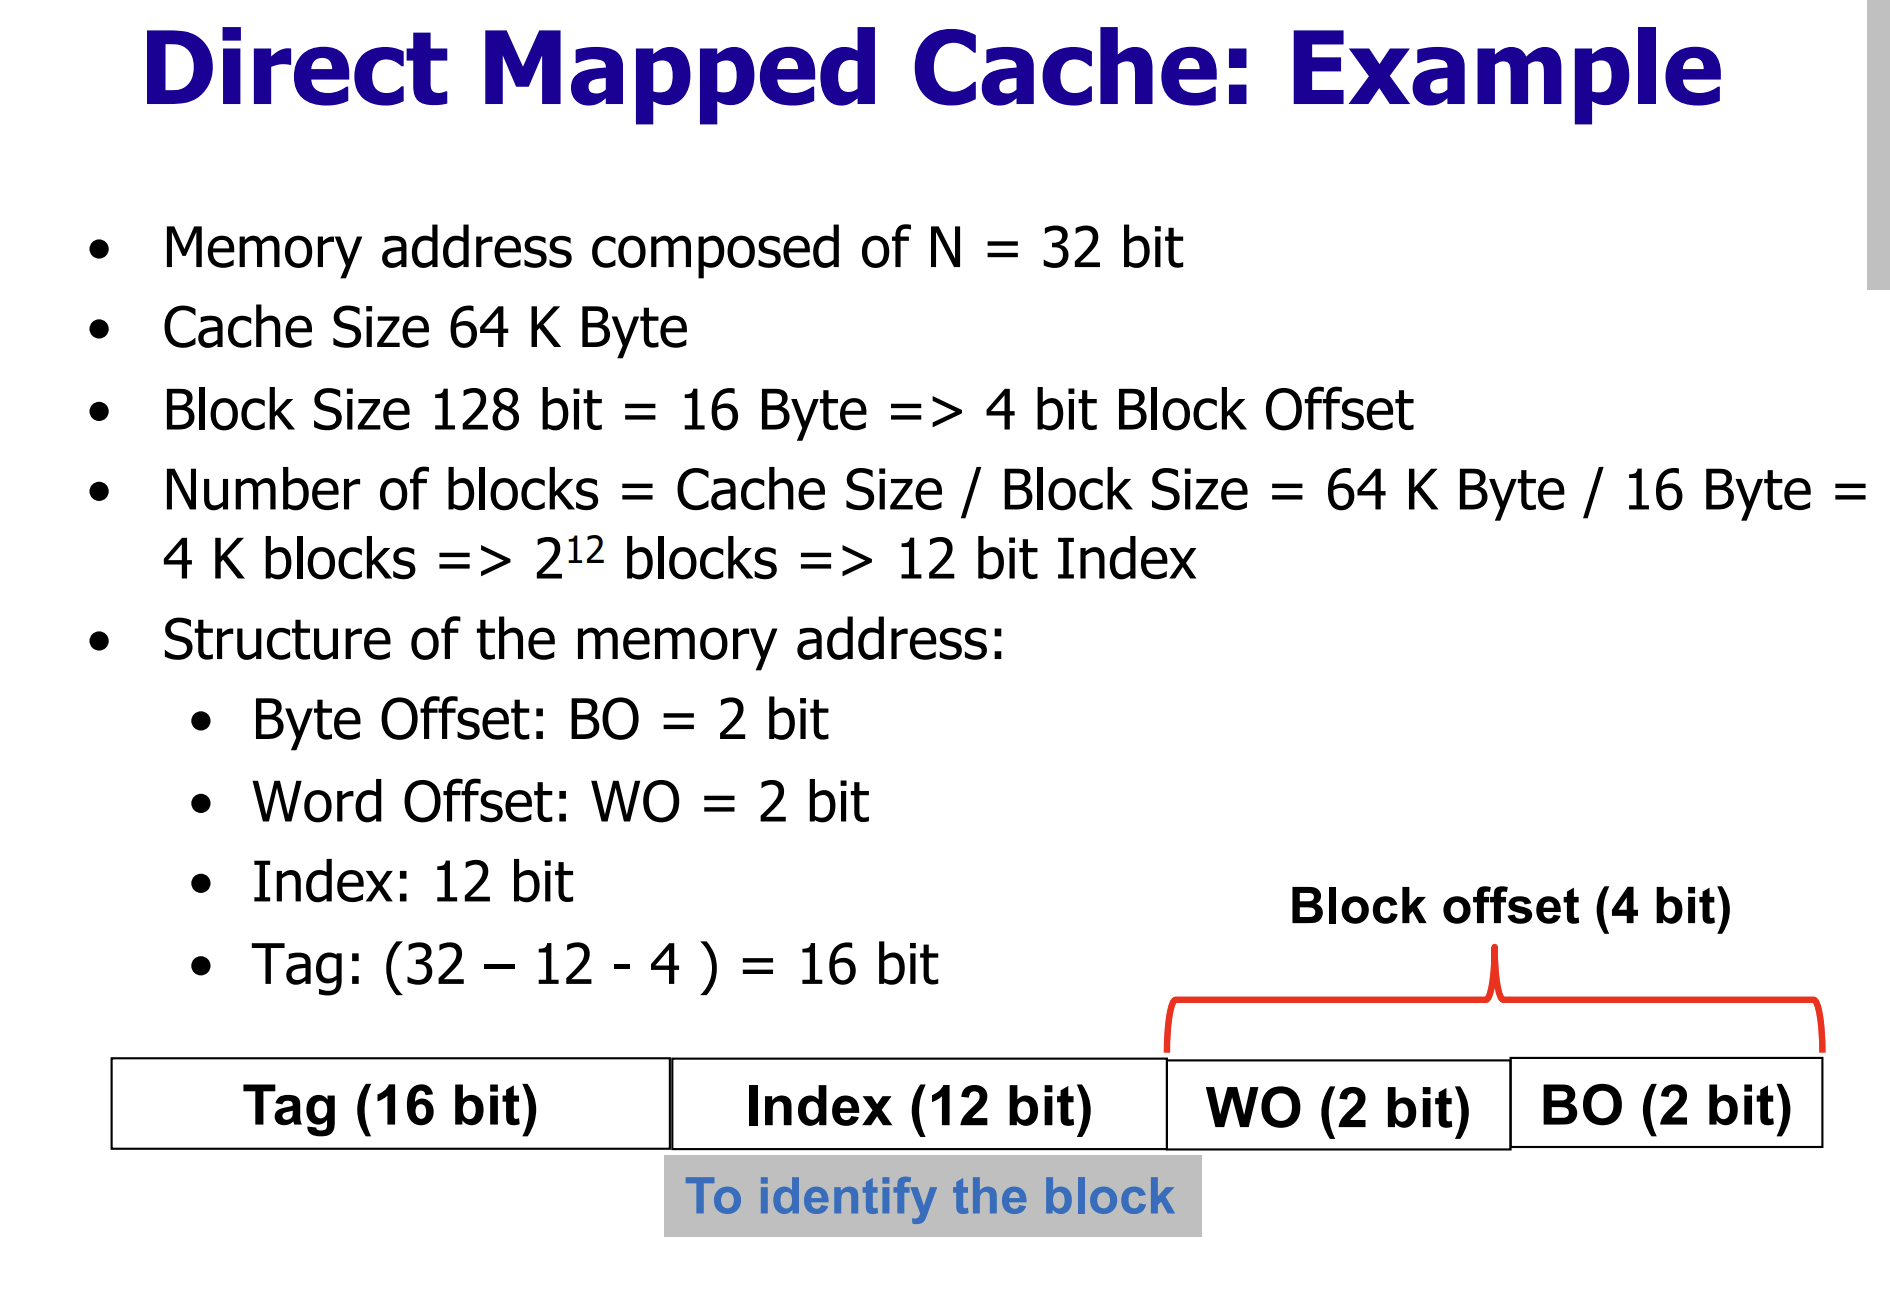 Direct Mapped Cache: Example
• Memory address composed of N = 32 bit
• Cache Size 64 K Byte
• Block Size 128 bit = 16 Byte => 4 bit Block Offset
• Number of blocks = Cache Size / Block Size = 64 K Byte / 16 Byte =
4 K blocks => 2¹² blocks => 12 bit Index
• Structure of the memory address:
• Byte Offset: BO = 2 bit
• Word Offset: WO = 2 bit
• Index: 12 bit
• Tag: (32 – 12 - 4 ) = 16 bit
Block offset (4 bit)
Tag (16 bit) Index (12 bit) WO (2 bit) BO (2 bit)
To identify the block